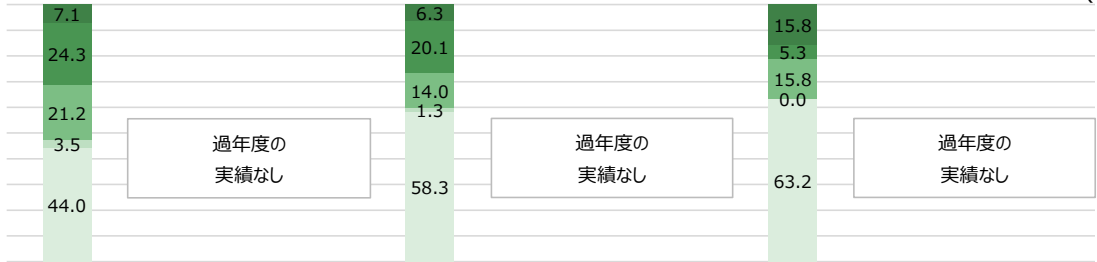 7.1
24.3
21.2
3.5
44.0
過年度の
実績なし
6.3
20.1
14.0
1.3
58.3
過年度の
実績なし
15.8
5.3
15.8
0.0
63.2
過年度の
実績なし